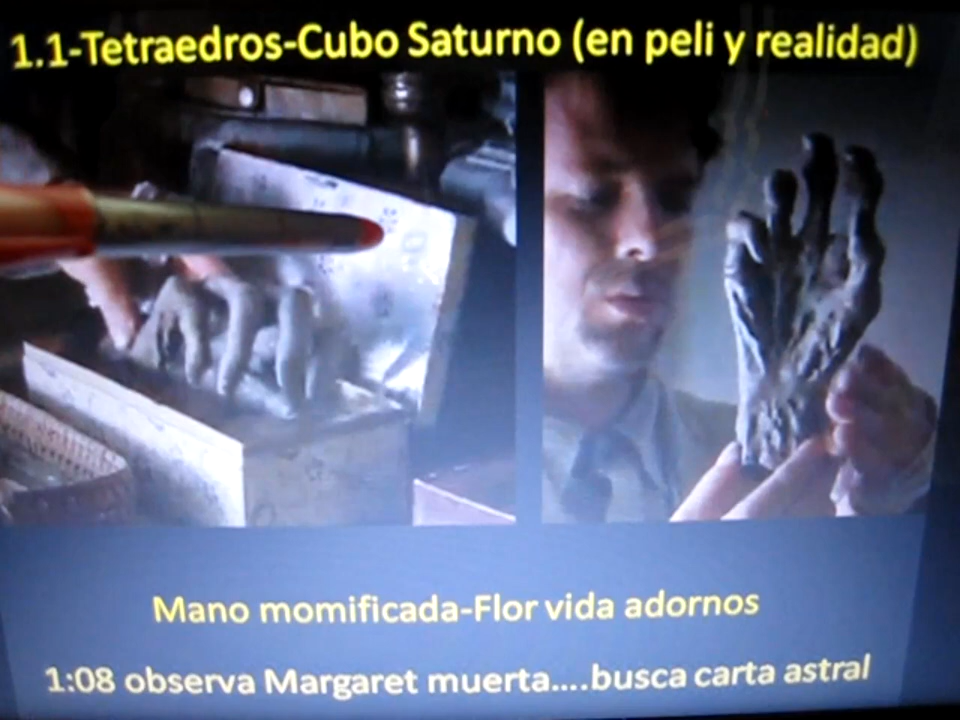 1.1-Tetraedros-Cubo Saturno (en peli y realidad)
Mano momificada-Flor vida adornos
1:08 observa Margaret muerta....busca carta astral